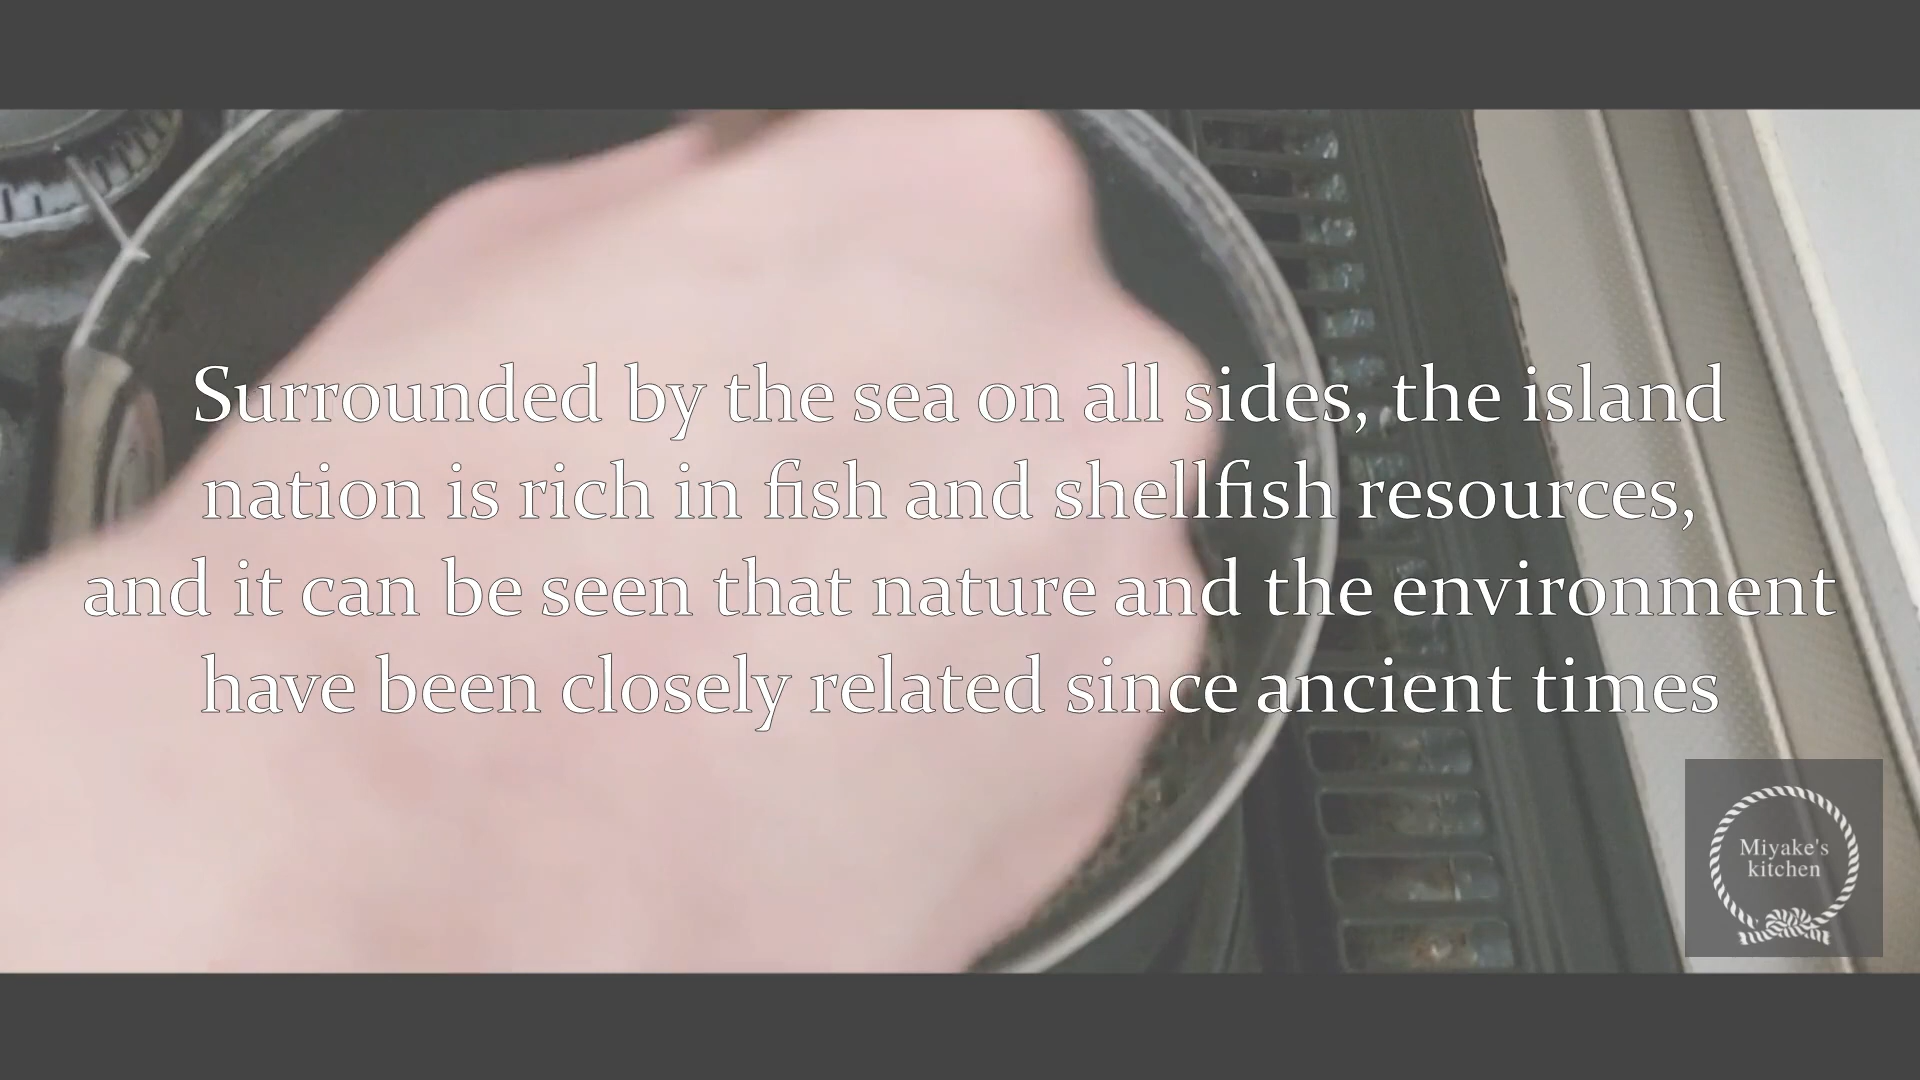 Surrounded by the sea on all sides, the island
nation is rich in fish and shellfish resources,
and it can be seen that nature and the environment
have been closely related since ancient times
Miyake's
kitchen